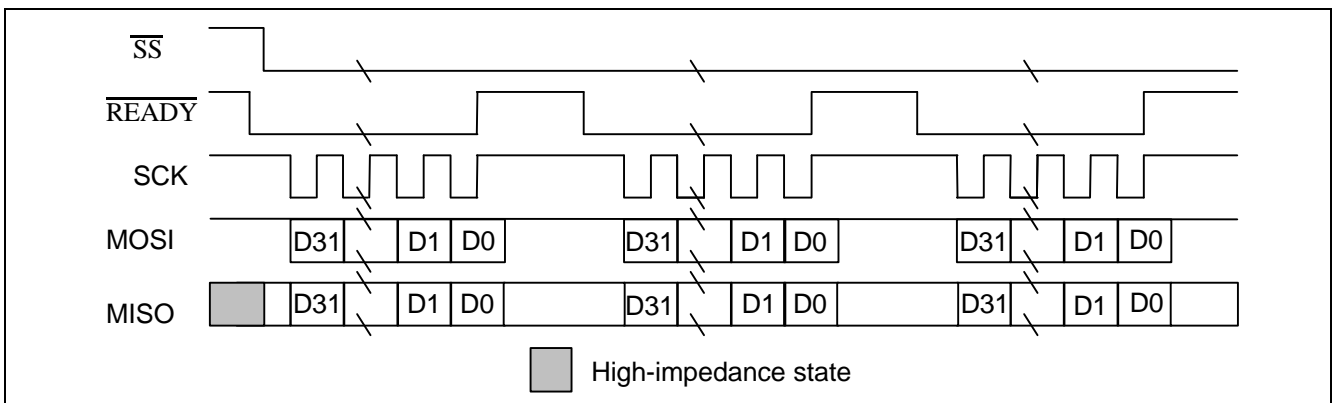 SS
READY
SCK
MOSI D31 D1 D0 D31 D1 D0 D31 D1 D0
MISO D31 D1 D0 D31 D1 D0 D31 D1 D0
High-impedance state